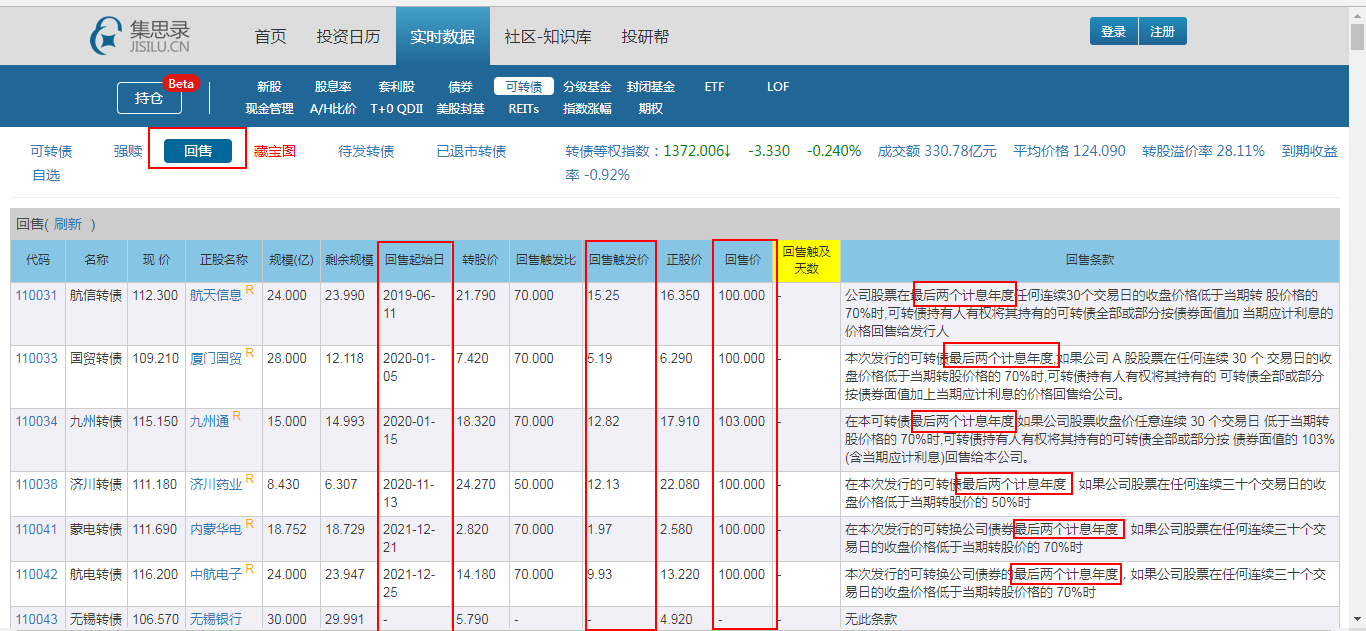 集思录
JISILU.CN
首页 投资日历 实时数据 社区-知识库 投研帮
登录 注册
持仓 Beta
新股 股息率 套利股 债券 可转债 分级基金 封闭基金 ETF LOF
现金管理 A/H比价 T+0 QDII 美股封基 REITs 指数涨幅 期权
可转债 强赎 回售 藏宝图 待发转债 已退市转债
自选
转债等权指数：1372.006↓ -3.330 -0.240% 成交额 330.78亿元 平均价格 124.090 转股溢价率 28.11% 到期收益
率 -0.92%
回售( 刷新 )
代码 名称 现 价 正股名称 规模(亿) 剩余规模 回售起始日 转股价 回售触发比 回售触发价 正股价 回售价 回售触及
天数 回售条款
110031 航信转债 112.300 航天信息 R 24.000 23.990 2019-06-
11 21.790 70.000 15.25 16.350 100.000 -
公司股票在最后两个计息年度任何连续30个交易日的收盘价格低于当期转 股价格的
70%时,可转债持有人有权将其持有的可转债全部或部分按债券面值加 当期应计利息的
价格回售给发行人
110033 国贸转债 109.210 厦门国贸 R 28.000 12.118 2020-01-
05 7.420 70.000 5.19 6.290 100.000 -
本次发行的可转债最后两个计息年度,如果公司 A 股股票在任何连续 30 个 交易日的收
盘价格低于当期转股价格的 70%时,可转债持有人有权将其持有的 可转债全部或部分
按债券面值加上当期应计利息的价格回售给公司。
110034 九州转债 115.150 九州通 R 15.000 14.993 2020-01-
15 18.320 70.000 12.82 17.910 103.000 -
在本可转债最后两个计息年度,如果公司股票收盘价任意连续 30 个交易日 低于当期转
股价格的 70%时,可转债持有人有权将其持有的可转债全部或部分按 债券面值的 103%
(含当期应计利息)回售给本公司。
110038 济川转债 111.180 济川药业 R 8.430 6.307 2020-11-
13 24.270 50.000 12.13 22.080 100.000 -
在本次发行的可转债最后两个计息年度，如果公司股票在任何连续三十个交易日的收
盘价格低于当期转股价的 50%时
110041 蒙电转债 111.690 内蒙华电 R 18.752 18.729 2021-12-
21 2.820 70.000 1.97 2.580 100.000 -
在本次发行的可转换公司债券最后两个计息年度，如果公司股票在任何连续三十个交
易日的收盘价格低于当期转股价的 70%时
110042 航电转债 116.200 中航电子 R 24.000 23.947 2021-12-
25 14.180 70.000 9.93 13.220 100.000 -
本次发行的可转换公司债券的最后两个计息年度，如果公司股票在任何连续三十个交
易日的收盘价格低于当期转股价格的 70%时
110043 无锡转债 106.570 无锡银行 30.000 29.991 - 5.790 - - 4.920 - - 无此条款